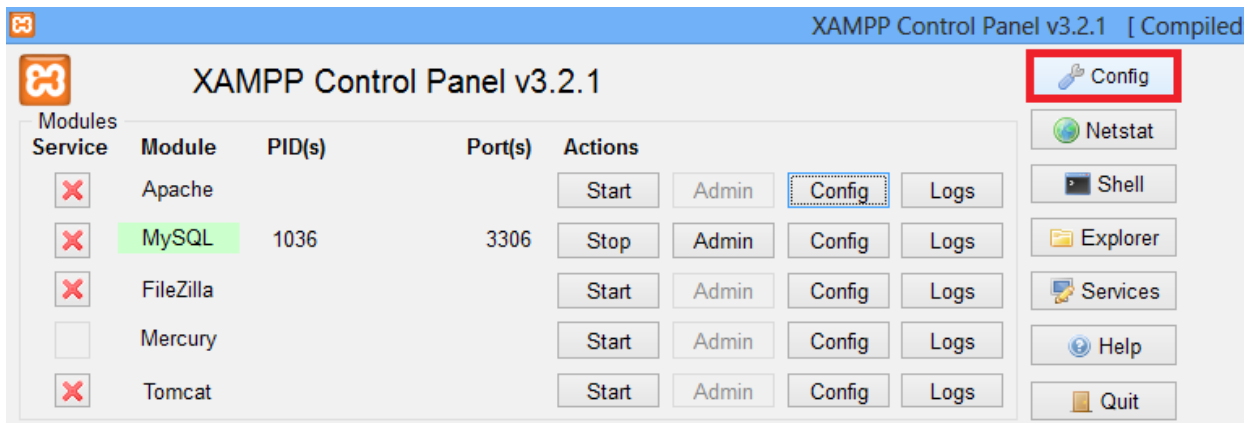 XAMPP Control Panel v3.2.1 [ Compiled
XAMPP Control Panel v3.2.1
Config
Modules
Netstat
Service Module PID(s) Port(s) Actions
Apache Start Admin Config Logs
Shell
MySQL 1036 3306 Stop Admin Config Logs
Explorer
FileZilla Start Admin Config Logs
Services
Mercury Start Admin Config Logs
Help
Tomcat Start Admin Config Logs
Quit